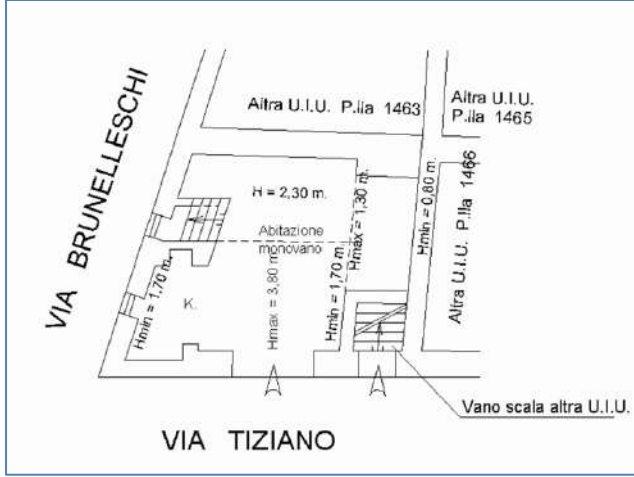 VIA BRUNELLESCHI
Altra U.I.U. P.lla 1463
Altra U.I.U.
P.lla 1465
Altra U.I.U. P.lla 1466
H = 2,30 m.
Abitazione
monovano
Hmax = 1,30 m.
Hmin = 0,80 m.
Hmin = 1,70 m.
K.
Hmax = 3,80 m.
Hmin = 1,70 m.
Vano scala altra U.I.U.
VIA TIZIANO